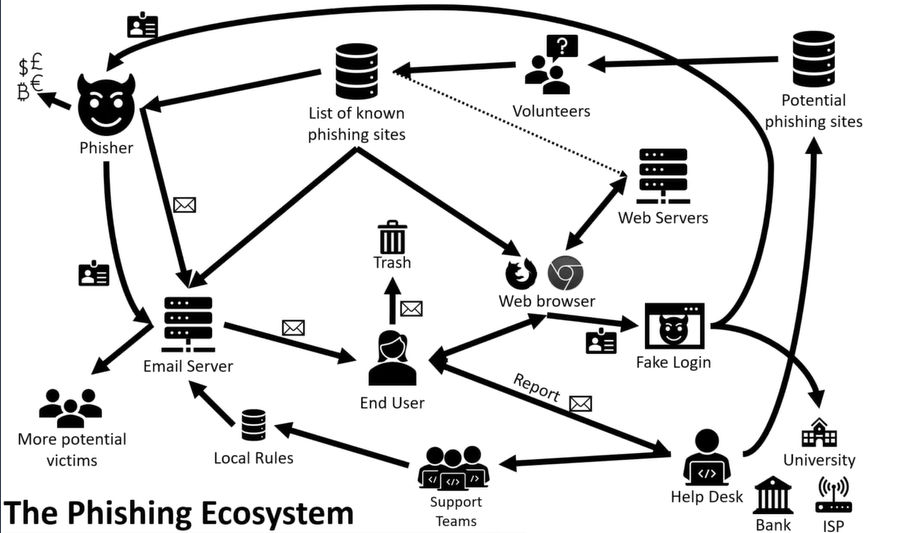 $£
₿€
Phisher
List of known
phishing sites
?
Volunteers
Potential
phishing sites
Web Servers
Trash
Web browser
Email Server
End User
Fake Login
Report
More potential
victims
Local Rules
</>
</>
</>
Support
Teams
</>
Help Desk
University
Bank
ISP
The Phishing Ecosystem